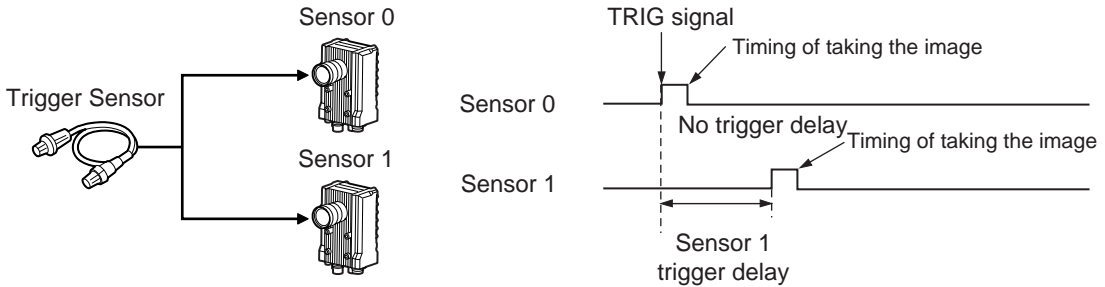 Sensor 0
Trigger Sensor
Sensor 1
TRIG signal
Timing of taking the image
Sensor 0
No trigger delay
Timing of taking the image
Sensor 1
Sensor 1
trigger delay